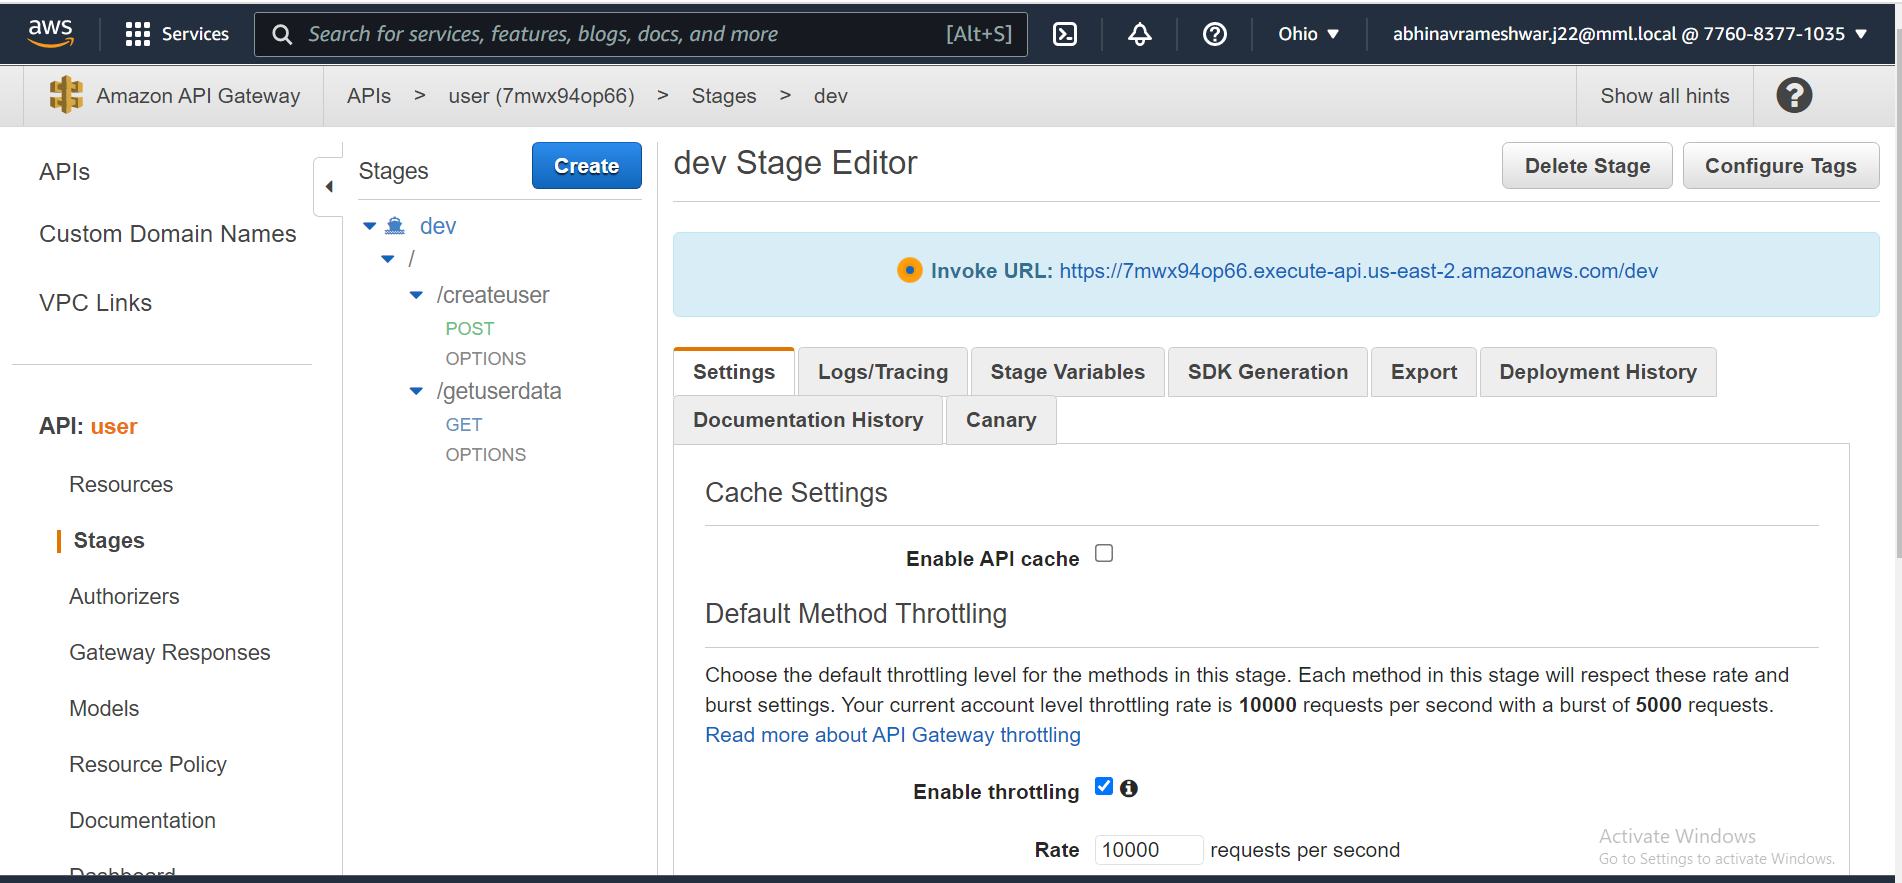 aws Services Search for services, features, blogs, docs, and more [Alt+S] Ohio ▼ abhinavrameshwar.j22@mml.local @ 7760-8377-1035 ▼
Amazon API Gateway APIs > user (7mwx94op66) > Stages > dev Show all hints ?
APIs
Custom Domain Names
VPC Links
API: user
Resources
Stages
Authorizers
Gateway Responses
Models
Resource Policy
Documentation
Dashboard
Stages Create
dev
/
/createuser
POST
OPTIONS
/getuserdata
GET
OPTIONS
dev Stage Editor Delete Stage Configure Tags
Invoke URL: https://7mwx94op66.execute-api.us-east-2.amazonaws.com/dev
Settings Logs/Tracing Stage Variables SDK Generation Export Deployment History
Documentation History Canary
Cache Settings
Enable API cache
Default Method Throttling
Choose the default throttling level for the methods in this stage. Each method in this stage will respect these rate and
burst settings. Your current account level throttling rate is 10000 requests per second with a burst of 5000 requests.
Read more about API Gateway throttling
Enable throttling
Rate 10000 requests per second
Activate Windows
Go to Settings to activate Windows.